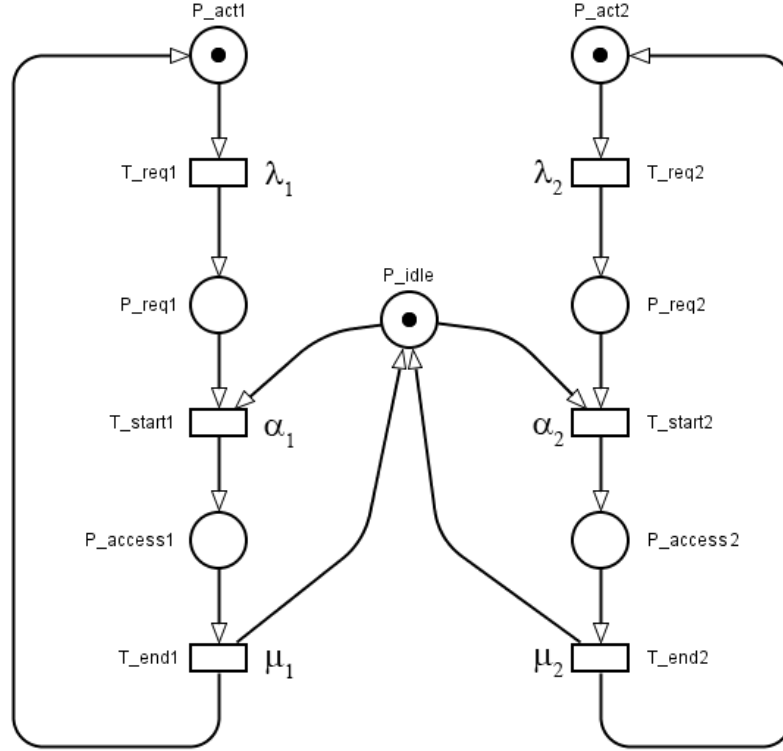 P_act1
P_act2
T_req1
λ1
λ2
T_req2
P_idle
P_req1
P_req2
T_start1
α1
α2
T_start2
P_access1
P_access2
T_end1
μ1
μ2
T_end2